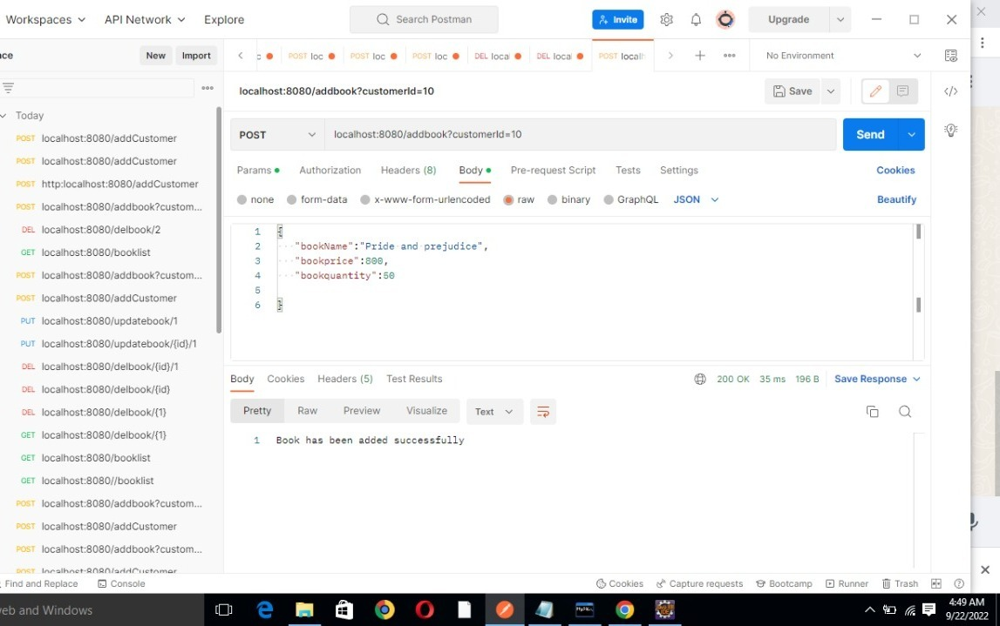 Workspaces API Network Explore Search Postman Invite Upgrade
New Import
POST loc POST loc POST loc DEL local DEL local POST localh No Environment
localhost:8080/addbook?customerId=10 Save
Today
POST localhost:8080/addCustomer
POST localhost:8080/addCustomer
POST http:localhost:8080/addCustomer
POST localhost:8080/addbook?custom...
DEL localhost:8080/delbook/2
GET localhost:8080/booklist
POST localhost:8080/addbook?custom...
POST localhost:8080/addCustomer
PUT localhost:8080/updatebook/1
PUT localhost:8080/updatebook/{id}/1
DEL localhost:8080/delbook/{id}/1
DEL localhost:8080/delbook/{id}
DEL localhost:8080/delbook/{1}
GET localhost:8080/delbook/{1}
GET localhost:8080/booklist
GET localhost:8080//booklist
POST localhost:8080/addbook?custom...
POST localhost:8080/addCustomer
POST localhost:8080/addbook?custom...
POST localhost:8080/addCustomer
POST localhost:8080/addbook?customerId=10 Send
Params Authorization Headers (8) Body Pre-request Script Tests Settings Cookies
none form-data x-www-form-urlencoded raw binary GraphQL JSON Beautify
1 {
2 "bookName":"Pride and prejudice",
3 "bookprice":800,
4 "bookquantity":50
5
6 }
Body Cookies Headers (5) Test Results 200 OK 35 ms 196 B Save Response
Pretty Raw Preview Visualize Text
1 Book has been added successfully
Find and Replace Console Cookies Capture requests Bootcamp Runner Trash
eb and Windows
4:49 AM
9/22/2022